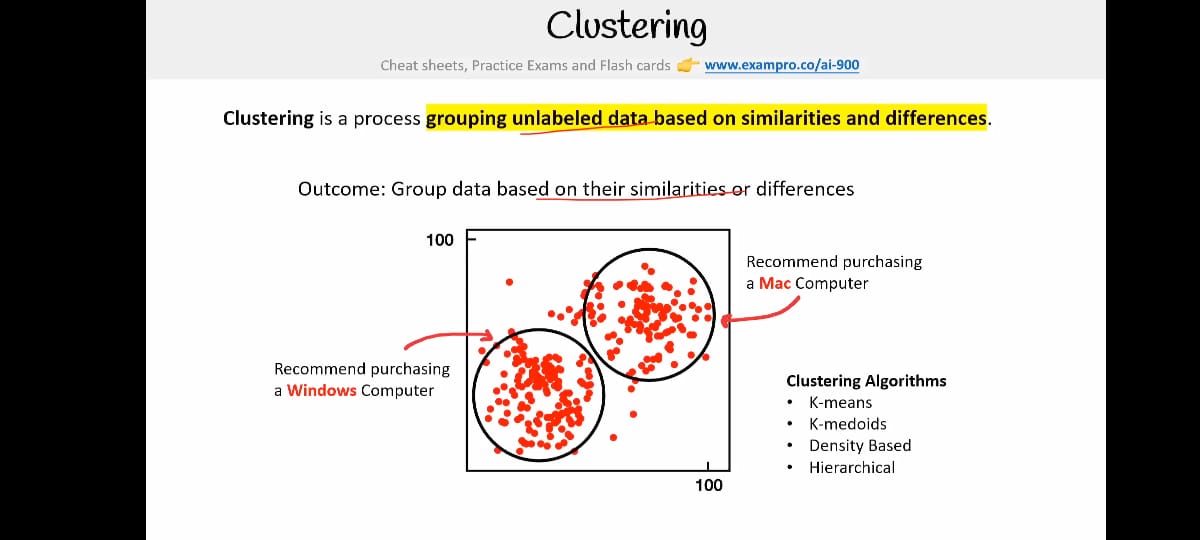 Clustering
Cheat sheets, Practice Exams and Flash cards 👉 www.exampro.co/ai-900
Clustering is a process grouping unlabeled data based on similarities and differences.
Outcome: Group data based on their similarities or differences
100
Recommend purchasing
a Mac Computer
Recommend purchasing
a Windows Computer
Clustering Algorithms
• K-means
• K-medoids
• Density Based
• Hierarchical
100